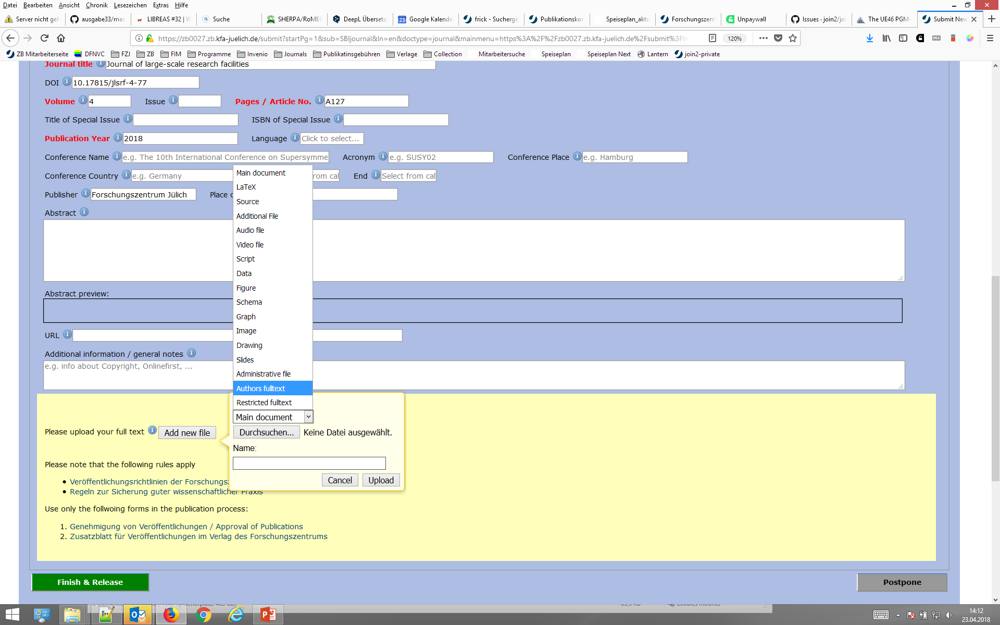 Datei Bearbeiten Ansicht Chronik Lesezeichen Extras Hilfe
Server nicht gef ausgabe33/mas LIBREAS #32 | W Suche SHERPA/RoMEO DeepL Übersetz Google Kalende frick - Sucherge Publikationskon Speiseplan_aktu Forschungszent Unpaywall Issues · join2/joi The UE46 PGM- Submit New
https://zb0027.zb.kfa-juelich.de/submit?startPg=1&sub=SBIjournal&ln=en&doctype=journal&mainmenu=https%3A%2F%2Fzb0027.zb.kfa-juelich.de%2Fsubmit%3Fln 120%
ZB Mitarbeiterseite DFNVC FZJ ZB FIM Programme Invenio Journals Publikatinsgebühren Verlage Collection Mitarbeitersuche Speiseplan Speiseplan Next Lantern join2-private
Journal title Journal of large-scale research facilities
DOI 10.17815/jlsrf-4-77
Volume 4 Issue Pages / Article No. A127
Title of Special Issue ISBN of Special Issue
Publication Year 2018 Language Click to select...
Conference Name e.g. The 10th International Conference on Supersymme Acronym e.g. SUSY02 Conference Place e.g. Hamburg
Conference Country e.g. Germany rom cal End Select from cal
Publisher Forschungszentrum Jülich Place o
Abstract
Main document
LaTeX
Source
Additional File
Audio file
Video file
Script
Data
Figure
Schema
Graph
Image
Drawing
Slides
Administrative file
Authors fulltext
Restricted fulltext
Abstract preview:
URL
Additional information / general notes
e.g. info about Copyright, Onlinefirst, ...
Main document
Please upload your full text Add new file
Durchsuchen... Keine Datei ausgewählt.
Name:
Cancel Upload
Please note that the following rules apply
Veröffentlichungsrichtlinien der Forschungsz
Regeln zur Sicherung guter wissenschaftlicher Praxis
Use only the follwoing forms in the publication process:
1. Genehmigung von Veröffentlichungen / Approval of Publications
2. Zusatzblatt für Veröffentlichungen im Verlag des Forschungszentrums
Finish & Release Postpone
14:12
23.04.2018